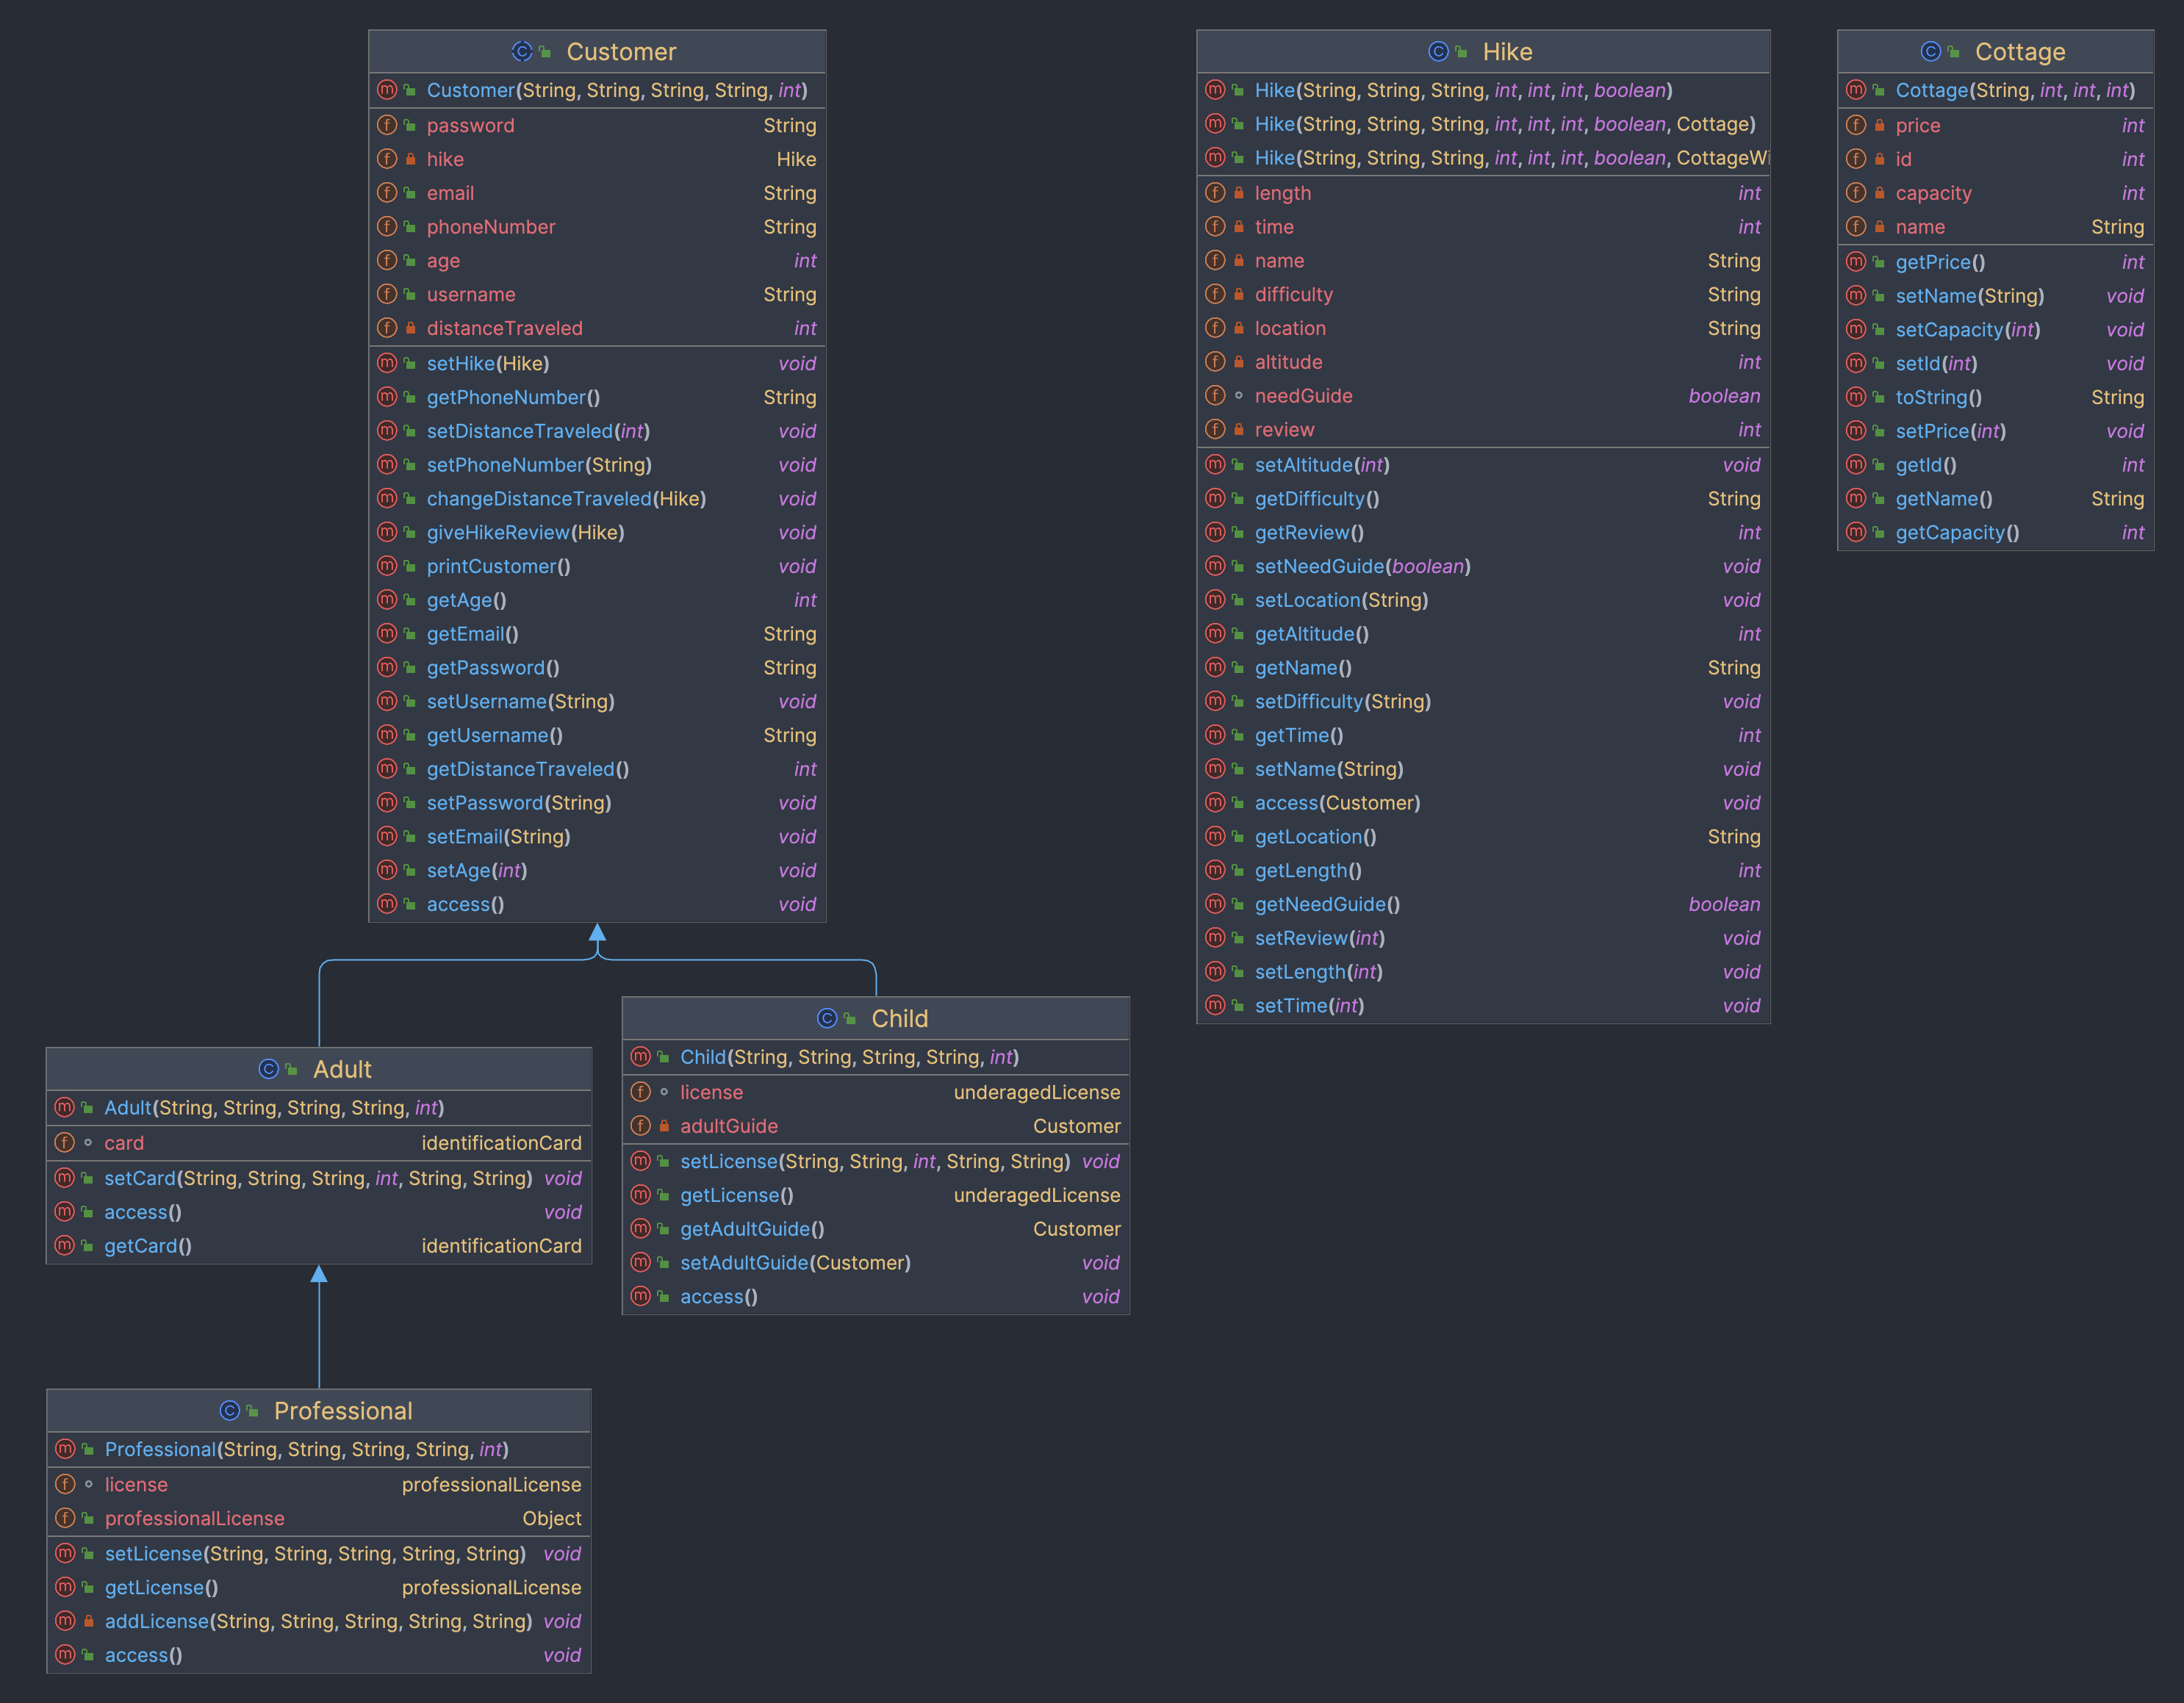 Customer
Customer(String, String, String, String, int)
password String
hike Hike
email String
phoneNumber String
age int
username String
distanceTraveled int
setHike(Hike) void
getPhoneNumber() String
setDistanceTraveled(int) void
setPhoneNumber(String) void
changeDistanceTraveled(Hike) void
giveHikeReview(Hike) void
printCustomer() void
getAge() int
getEmail() String
getPassword() String
setUsername(String) void
getUsername() String
getDistanceTraveled() int
setPassword(String) void
setEmail(String) void
setAge(int) void
access() void
Hike
Hike(String, String, String, int, int, int, boolean)
Hike(String, String, String, int, int, int, boolean, Cottage)
Hike(String, String, String, int, int, int, boolean, CottageWi
length int
time int
name String
difficulty String
location String
altitude int
needGuide boolean
review int
setAltitude(int) void
getDifficulty() String
getReview() int
setNeedGuide(boolean) void
setLocation(String) void
getAltitude() int
getName() String
setDifficulty(String) void
getTime() int
setName(String) void
access(Customer) void
getLocation() String
getLength() int
getNeedGuide() boolean
setReview(int) void
setLength(int) void
setTime(int) void
Cottage
Cottage(String, int, int, int)
price int
id int
capacity int
name String
getPrice() int
setName(String) void
setCapacity(int) void
setId(int) void
toString() String
setPrice(int) void
getId() int
getName() String
getCapacity() int
Adult
Adult(String, String, String, String, int)
card identificationCard
setCard(String, String, String, int, String, String) void
access() void
getCard() identificationCard
Child
Child(String, String, String, String, int)
license underagedLicense
adultGuide Customer
setLicense(String, String, int, String, String) void
getLicense() underagedLicense
getAdultGuide() Customer
setAdultGuide(Customer) void
access() void
Professional
Professional(String, String, String, String, int)
license professionalLicense
professionalLicense Object
setLicense(String, String, String, String, String) void
getLicense() professionalLicense
addLicense(String, String, String, String, String) void
access() void